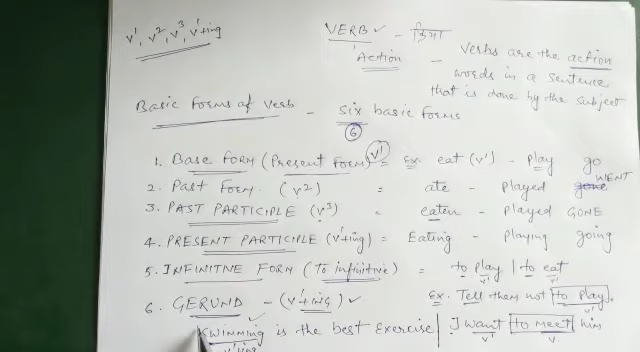 V¹, V², V³, V¹+ing
VERB ✓ - क्रिया
Action - Verbs are the action
words in a sentence
that is done by the subject
Basic forms of Verb - Six basic forms
6
1. Base form (Present form) V¹ = Ex. eat (V¹) - play go
2. Past form. (V²) = ate - played gone WENT
3. PAST PARTICIPLE (V³) = eaten - played GONE
4. PRESENT PARTICIPLE (V¹+ing) = Eating - playing going
5. INFINITIVE FORM (To infinitive) = to play | to eat
V¹ V¹
6. GERUND - (V¹+ing) ✓ Ex. Tell them not to play.
V¹
Swimming is the best Exercise | I want to meet him
V¹+ing V¹ V.